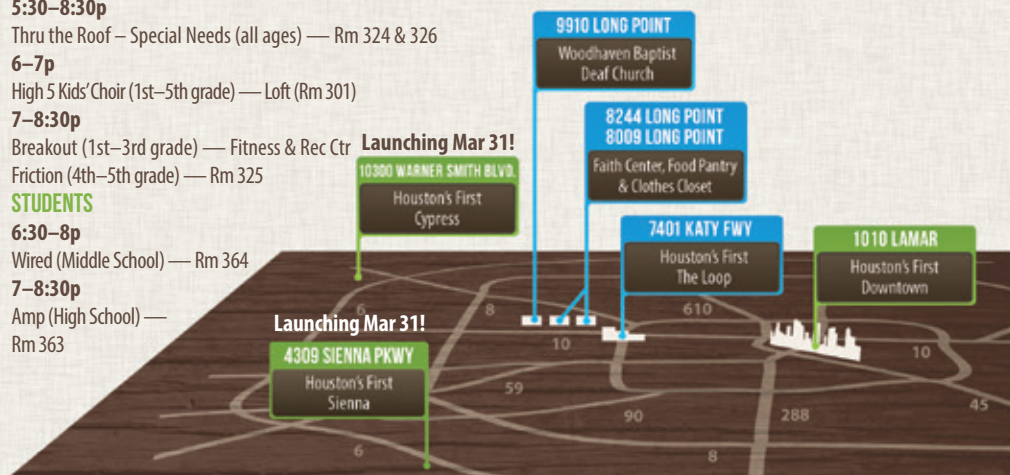 5:30–8:30p
Thru the Roof – Special Needs (all ages) — Rm 324 & 326
6–7p
High 5 Kids' Choir (1st–5th grade) — Loft (Rm 301)
7–8:30p
Breakout (1st–3rd grade) — Fitness & Rec Ctr
Friction (4th–5th grade) — Rm 325
STUDENTS
6:30–8p
Wired (Middle School) — Rm 364
7–8:30p
Amp (High School) —
Rm 363
9910 LONG POINT
Woodhaven Baptist
Deaf Church
8244 LONG POINT
8009 LONG POINT
Faith Center, Food Pantry
& Clothes Closet
Launching Mar 31!
10300 WARNER SMITH BLVD.
Houston's First
Cypress
7401 KATY FWY
Houston's First
The Loop
1010 LAMAR
Houston's First
Downtown
Launching Mar 31!
4309 SIENNA PKWY
Houston's First
Sienna
6
8
610
10
10
59
90
288
45
6
8